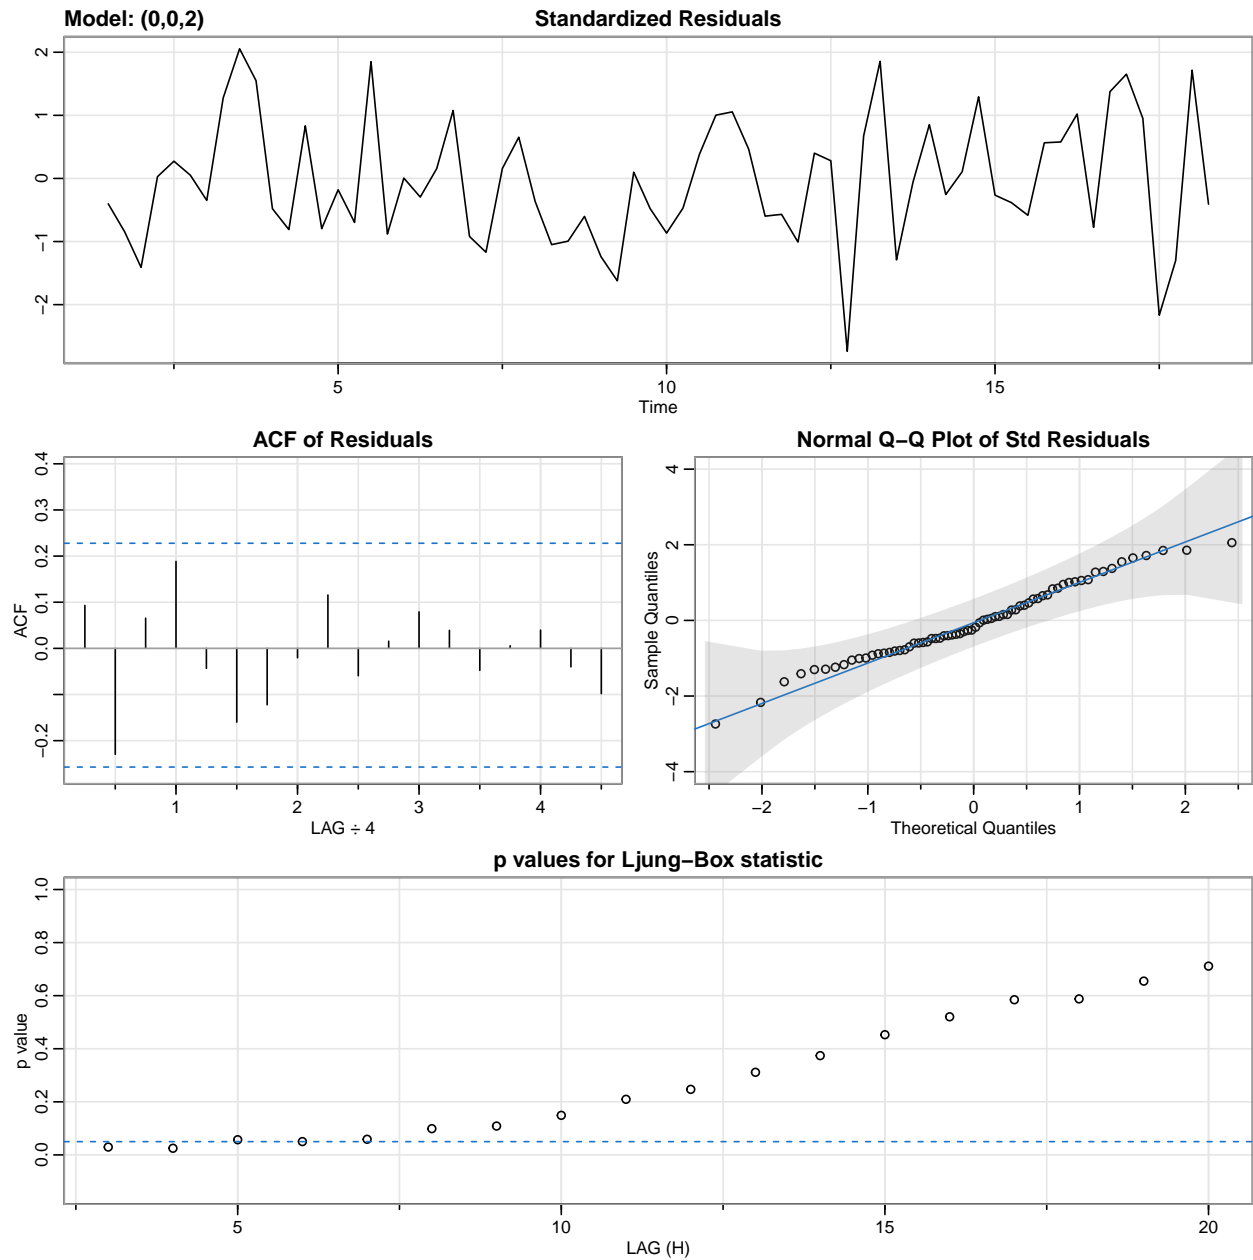 Model: (0,0,2) Standardized Residuals
2
1
0
−1
−2
5 10 15
Time
ACF of Residuals
0.4
0.3
0.2
0.1
0.0
−0.2
ACF
1 2 3 4
LAG ÷ 4
Normal Q−Q Plot of Std Residuals
4
2
0
−2
−4
Sample Quantiles
−2 −1 0 1 2
Theoretical Quantiles
p values for Ljung−Box statistic
1.0
0.8
0.6
0.4
0.2
0.0
p value
5 10 15 20
LAG (H)